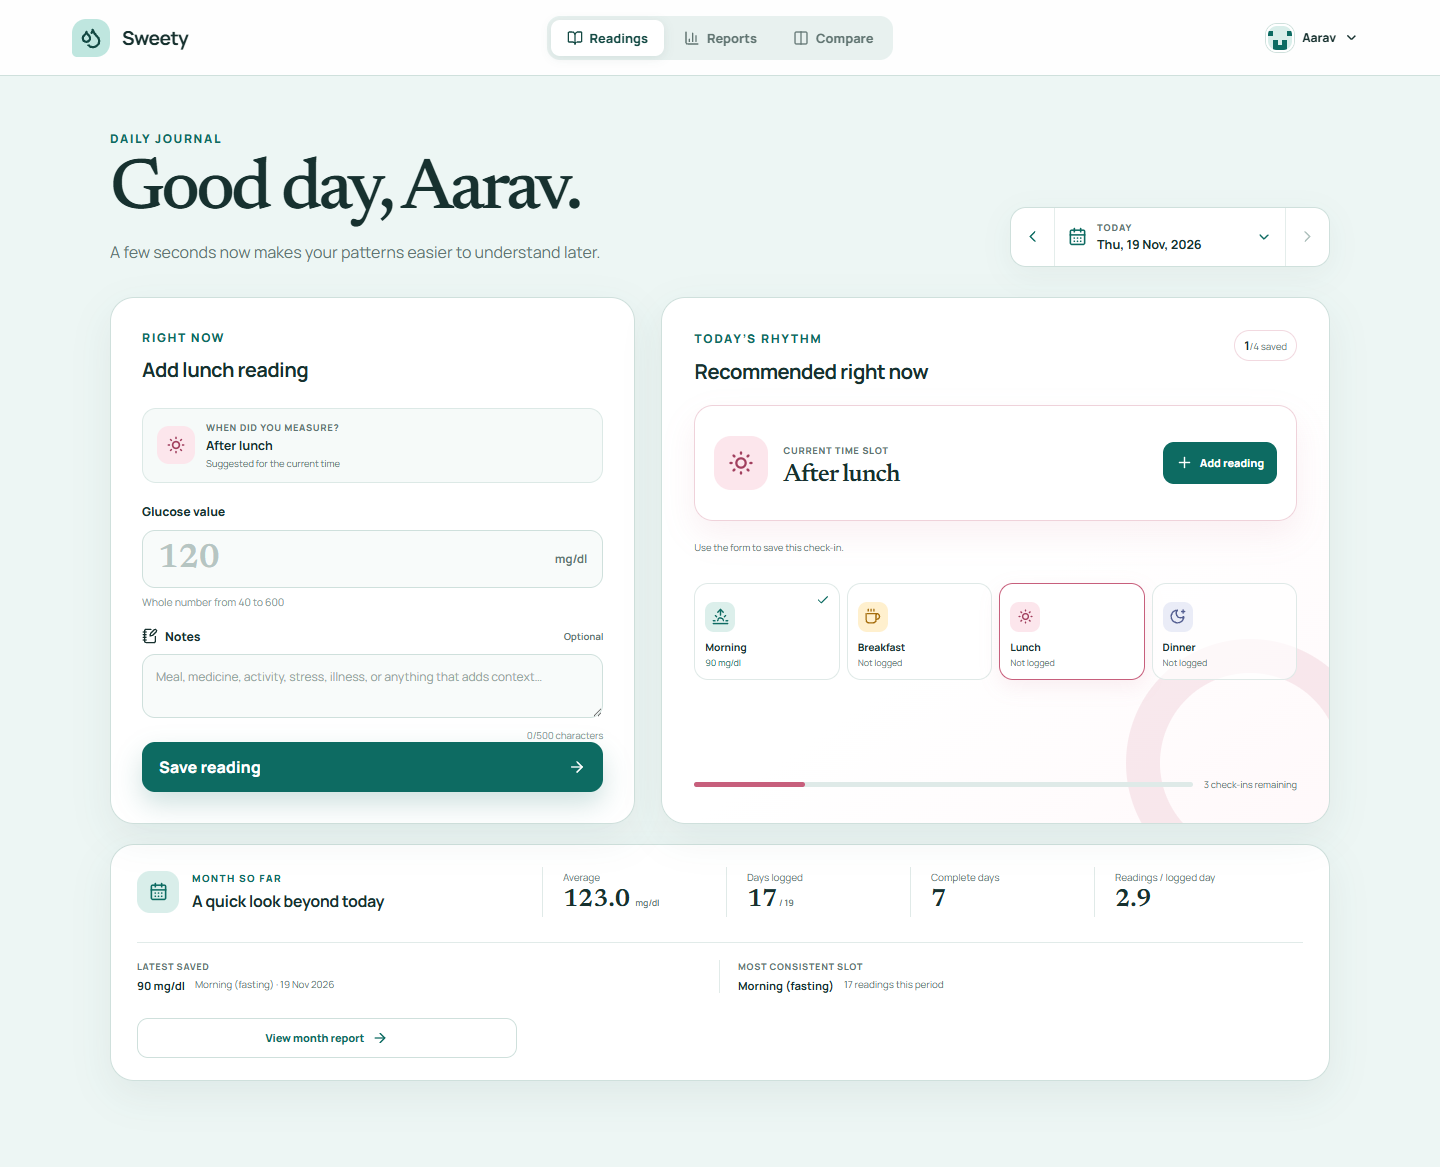 Sweety
Readings
Reports
Compare
Aarav
DAILY JOURNAL
Good day, Aarav.
A few seconds now makes your patterns easier to understand later.
TODAY
Thu, 19 Nov, 2026
RIGHT NOW
Add lunch reading
WHEN DID YOU MEASURE?
After lunch
Suggested for the current time
Glucose value
120
mg/dl
Whole number from 40 to 600
Notes
Optional
Meal, medicine, activity, stress, illness, or anything that adds context...
0/500 characters
Save reading
TODAY'S RHYTHM
Recommended right now
1/4 saved
CURRENT TIME SLOT
After lunch
Add reading
Use the form to save this check-in.
Morning
90 mg/dl
Breakfast
Not logged
Lunch
Not logged
Dinner
Not logged
3 check-ins remaining
MONTH SO FAR
A quick look beyond today
Average
123.0 mg/dl
Days logged
17 / 19
Complete days
7
Readings / logged day
2.9
LATEST SAVED
90 mg/dl Morning (fasting) · 19 Nov 2026
MOST CONSISTENT SLOT
Morning (fasting) 17 readings this period
View month report